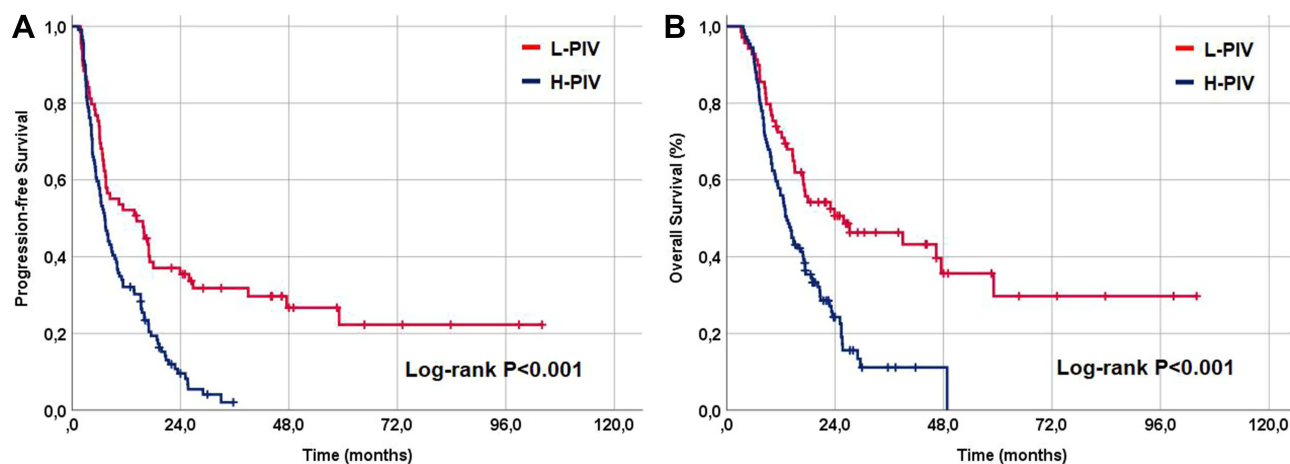 A
Progression-free Survival
1,0
0,8
0,6
0,4
0,2
0,0
L-PIV
H-PIV
Log-rank P<0.001
,0 24,0 48,0 72,0 96,0 120,0
Time (months)
B
Overall Survival (%)
1,0
0,8
0,6
0,4
0,2
0,0
L-PIV
H-PIV
Log-rank P<0.001
,0 24,0 48,0 72,0 96,0 120,0
Time (months)